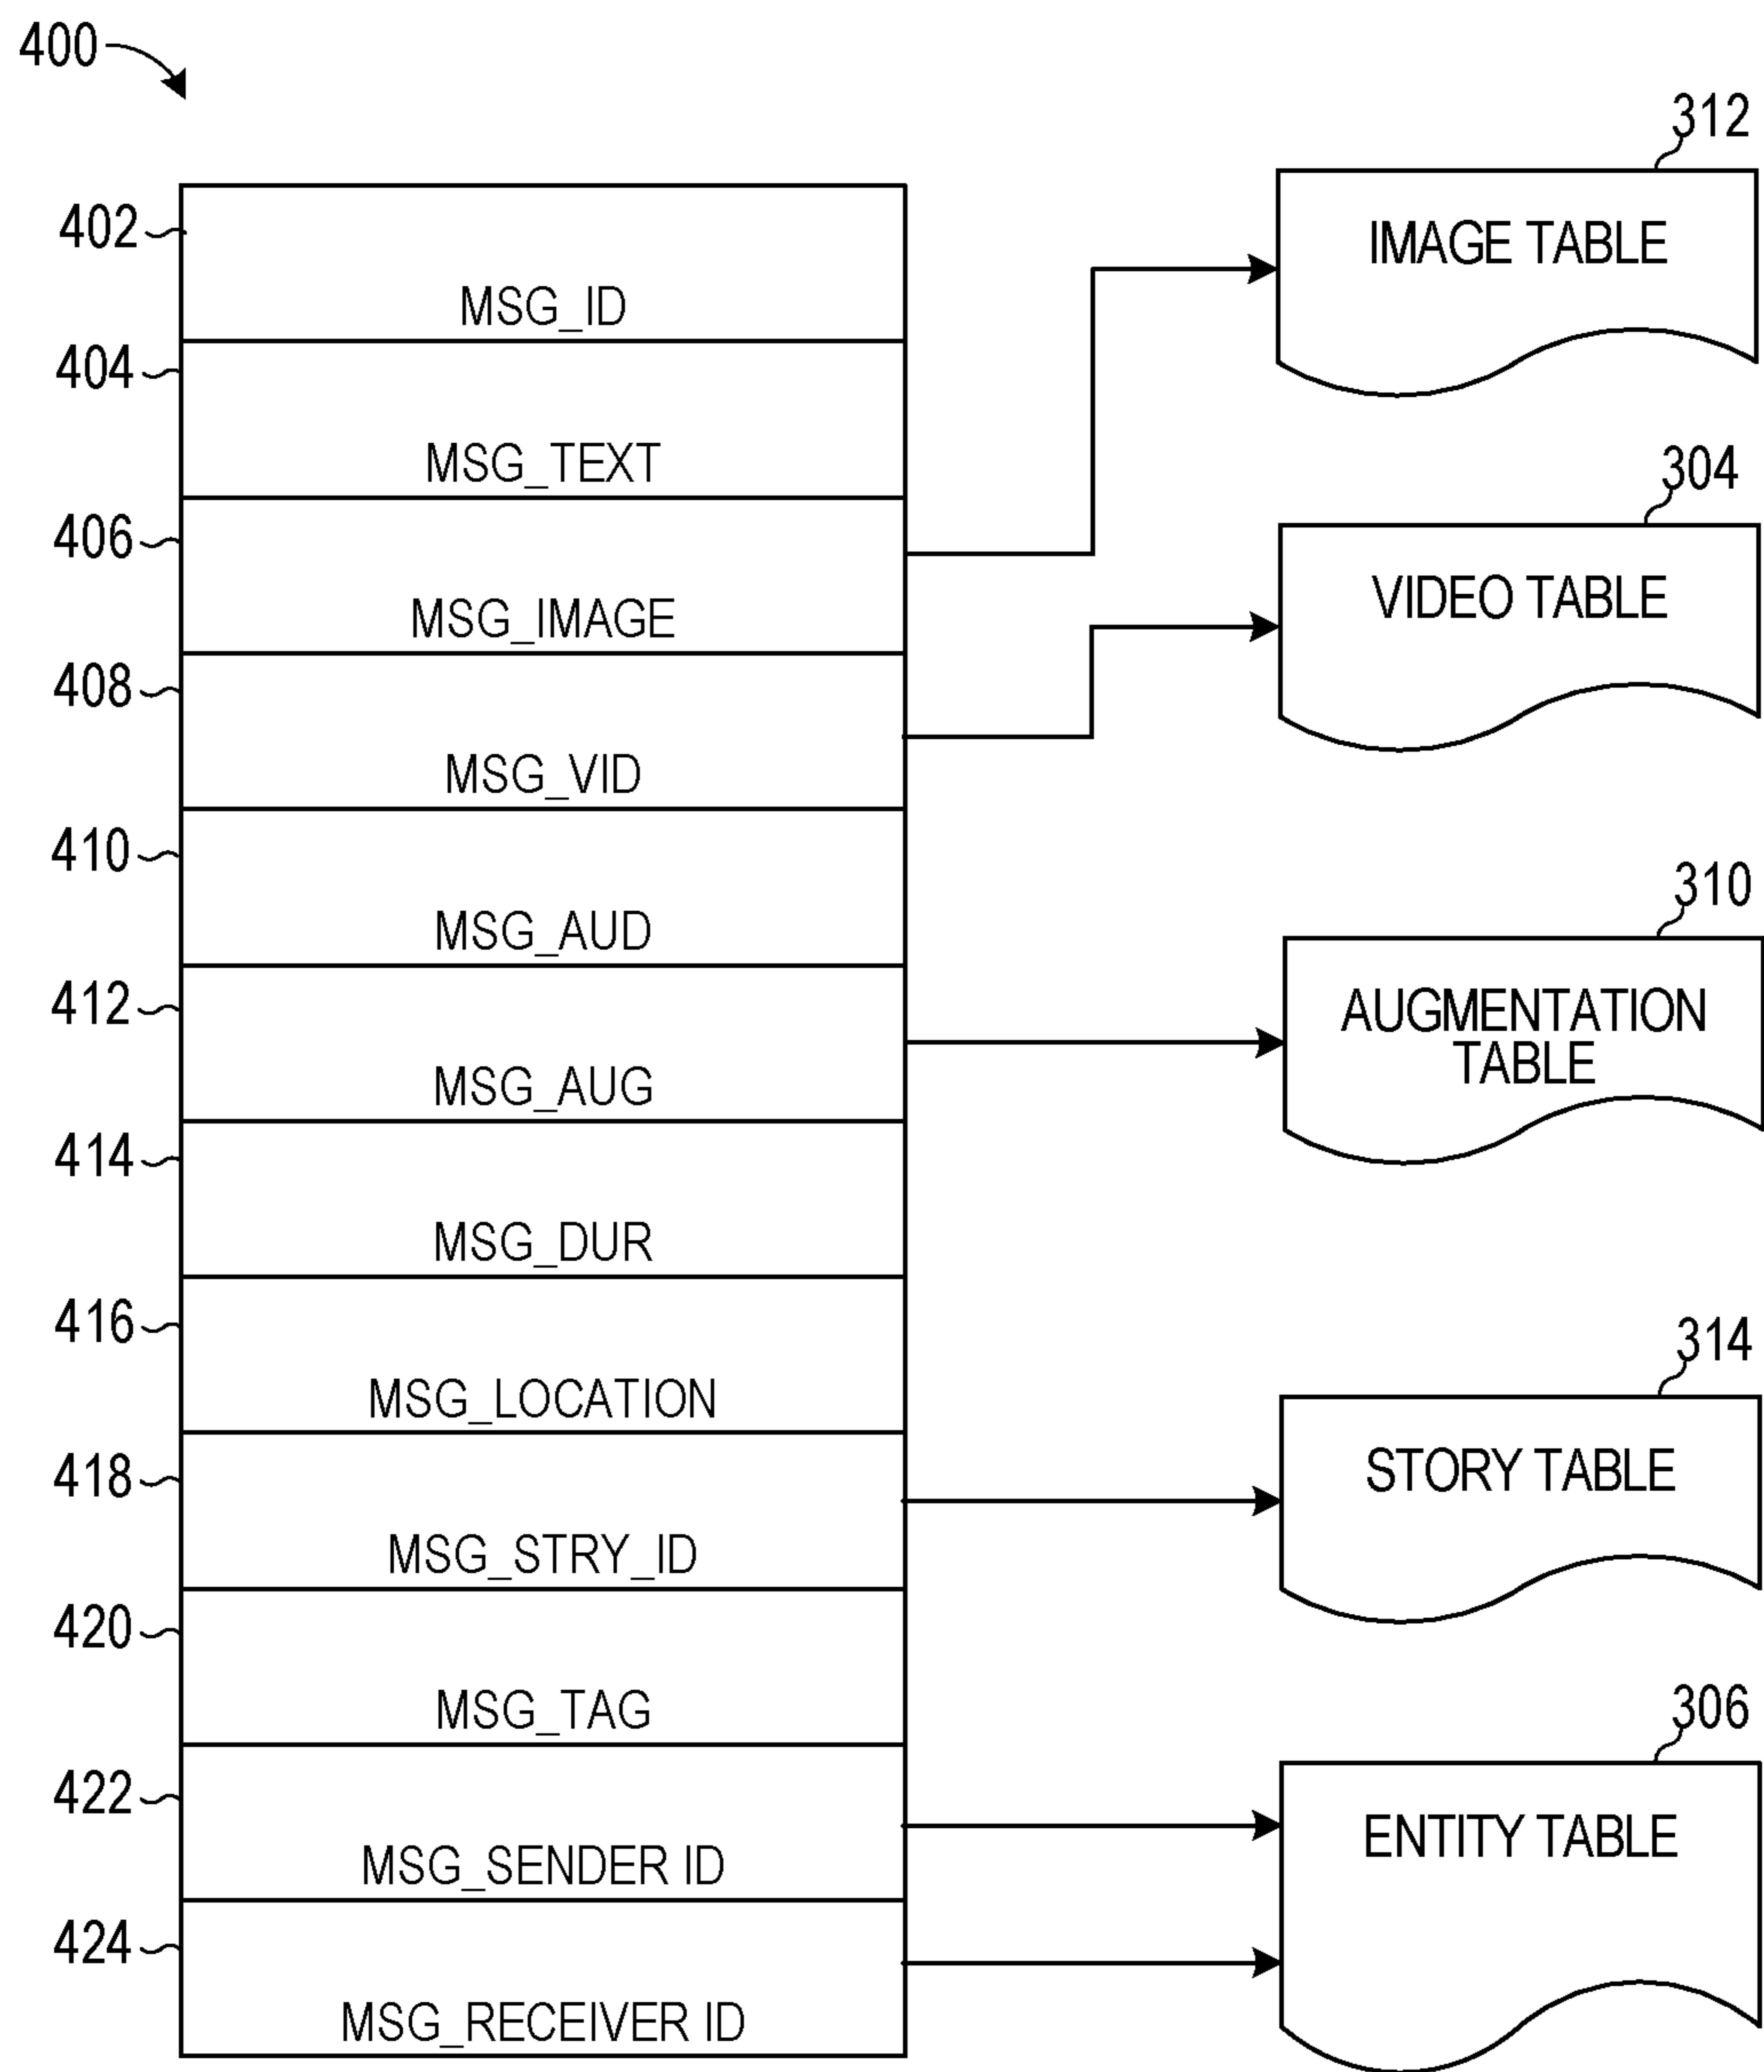 400
402
MSG_ID
404
MSG_TEXT
406
MSG_IMAGE
408
MSG_VID
410
MSG_AUD
412
MSG_AUG
414
MSG_DUR
416
MSG_LOCATION
418
MSG_STRY_ID
420
MSG_TAG
422
MSG_SENDER ID
424
MSG_RECEIVER ID
312
IMAGE TABLE
304
VIDEO TABLE
310
AUGMENTATION
TABLE
314
STORY TABLE
306
ENTITY TABLE